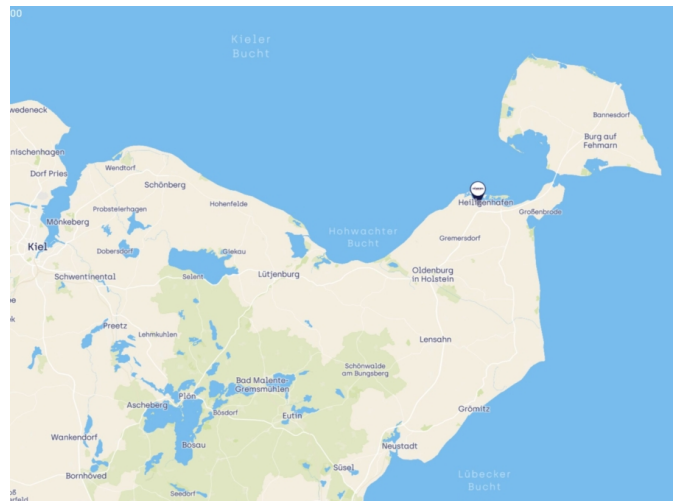 00
Kieler
Bucht
wedeneck
Bannesdorf
Burg auf
Fehmarn
nischenhagen
Dorf Pries
Wendtorf
Schönberg
Heiligenhafen
Hohenfelde
Probsteierhagen
Großenbrode
Mönkeberg
Hohwachter
Bucht
Gremersdorf
Kiel
Dobersdorf
Giekau
Schwentinental
Selent
Lütjenburg
Oldenburg
in Holstein
e
k
Preetz
Lehmkuhlen
Lensahn
Schönwalde
am Bungsberg
Bad Malente-
Gremsmühlen
Plön
Ascheberg
Bösdorf
Eutin
Grömitz
Wankendorf
Bosau
Neustadt
Süsel
Bornhöved
Lübecker
Bucht
Seedorf